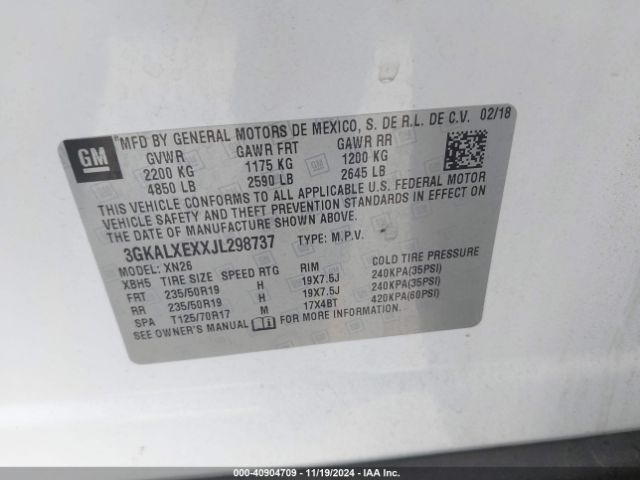 GM
*MFD BY GENERAL MOTORS DE MEXICO, S. DE R.L. DE C.V. 02/18
GVWR GAWR FRT GAWR RR
2200 KG 1175 KG 1200 KG
4850 LB 2590 LB 2645 LB
THIS VEHICLE CONFORMS TO ALL APPLICABLE U.S. FEDERAL MOTOR
VEHICLE SAFETY AND THEFT PREVENTION STANDARDS IN EFFECT ON
THE DATE OF MANUFACTURE SHOWN ABOVE.
3GKALXEXXJL298737 TYPE: M.P.V.
MODEL: XN26
XBH5 TIRE SIZE SPEED RTG RIM COLD TIRE PRESSURE
FRT 235/50R19 H 19X7.5J 240KPA(35PSI)
RR 235/50R19 H 19X7.5J 240KPA(35PSI)
SPA T125/70R17 M 17X4BT 420KPA(60PSI)
SEE OWNER'S MANUAL i FOR MORE INFORMATION.
000-40904709 - 11/19/2024 - IAA Inc.